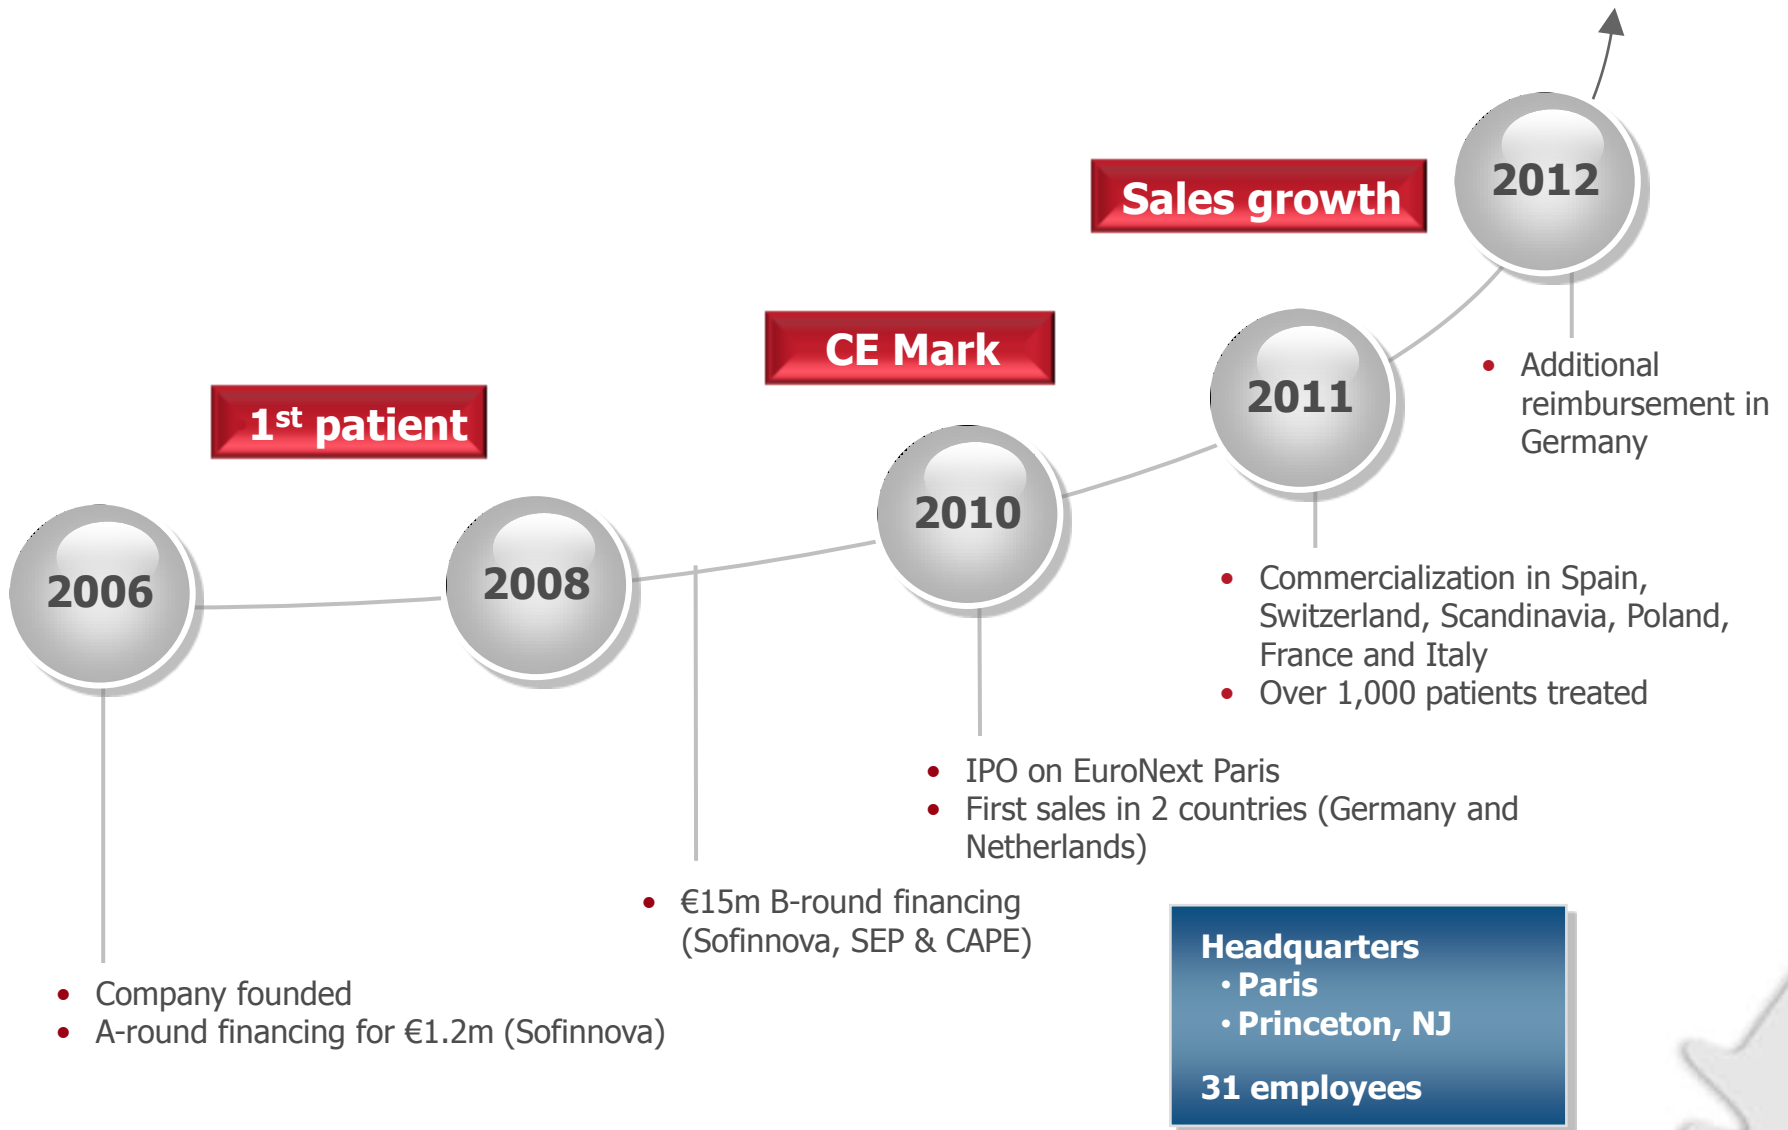 2012
Sales growth
CE Mark
2011
• Additional
reimbursement in
Germany
1st patient
2010
2008
2006
• Commercialization in Spain,
Switzerland, Scandinavia, Poland,
France and Italy
• Over 1,000 patients treated
• IPO on EuroNext Paris
• First sales in 2 countries (Germany and
Netherlands)
• €15m B-round financing
(Sofinnova, SEP & CAPE)
• Company founded
• A-round financing for €1.2m (Sofinnova)
Headquarters
• Paris
• Princeton, NJ
31 employees